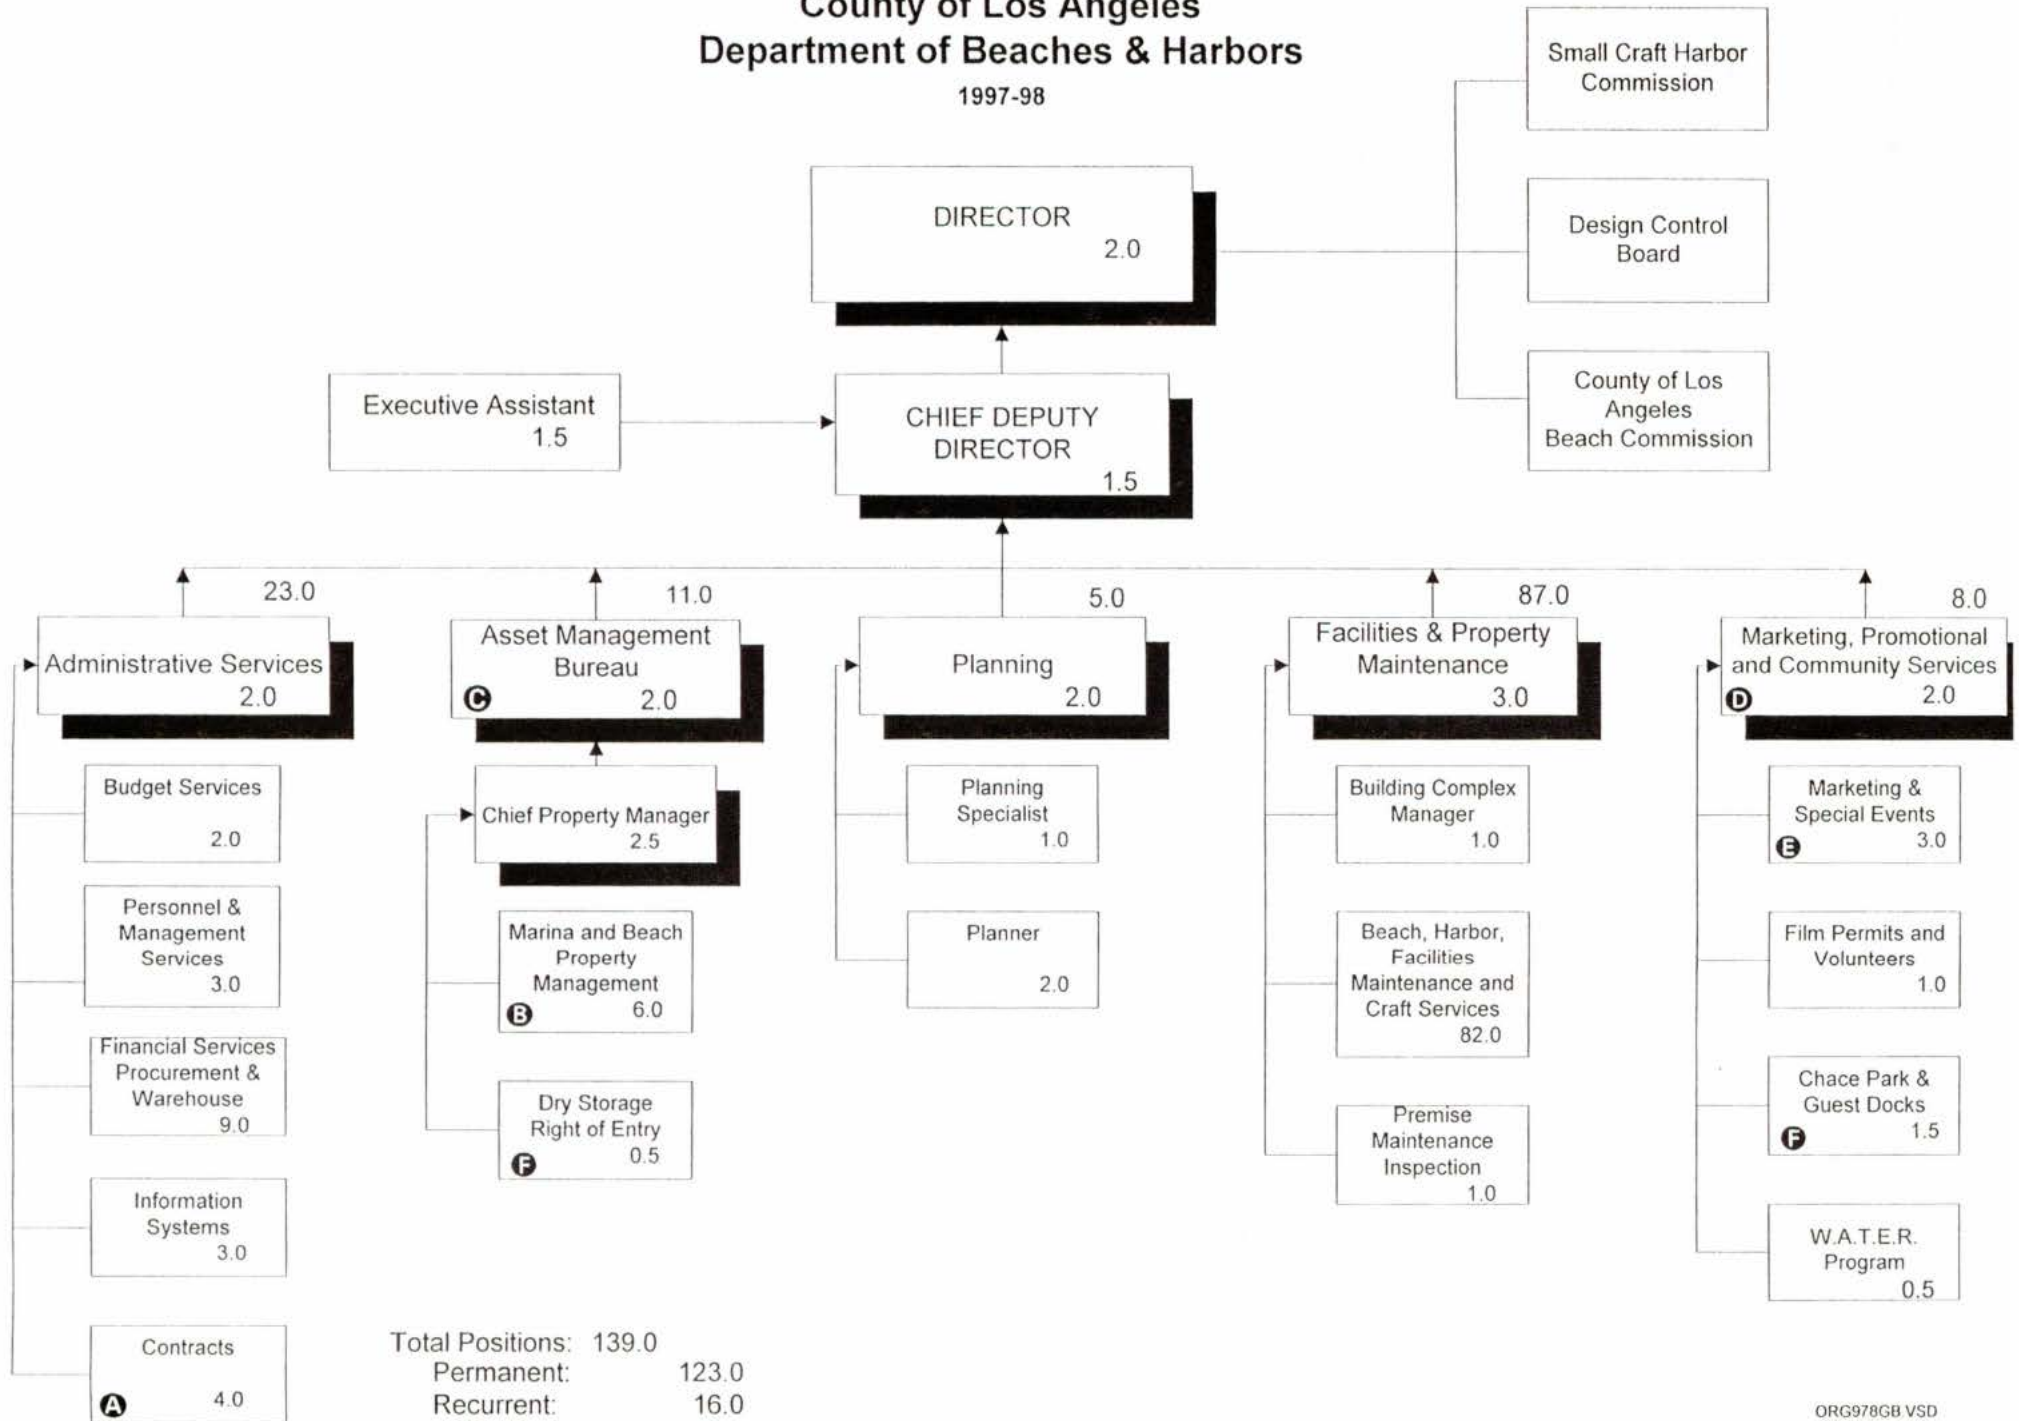 County of Los Angeles
Department of Beaches & Harbors
1997-98
Small Craft Harbor
Commission
DIRECTOR
2.0
Design Control
Board
Executive Assistant
1.5
CHIEF DEPUTY
DIRECTOR
1.5
County of Los
Angeles
Beach Commission
23.0
11.0
5.0
87.0
8.0
Administrative Services
2.0
Budget Services
2.0
Personnel &
Management
Services
3.0
Financial Services
Procurement &
Warehouse
9.0
Information
Systems
3.0
Contracts
A 4.0
Asset Management
Bureau
C 2.0
Chief Property Manager
2.5
Marina and Beach
Property
Management
B 6.0
Dry Storage
Right of Entry
F 0.5
Planning
2.0
Planning
Specialist
1.0
Planner
2.0
Facilities & Property
Maintenance
3.0
Building Complex
Manager
1.0
Beach, Harbor,
Facilities
Maintenance and
Craft Services
82.0
Premise
Maintenance
Inspection
1.0
Marketing, Promotional
and Community Services
D 2.0
Marketing &
Special Events
E 3.0
Film Permits and
Volunteers
1.0
Chace Park &
Guest Docks
F 1.5
W.A.T.E.R.
Program
0.5
Total Positions: 139.0
Permanent: 123.0
Recurrent: 16.0
ORG978GB VSD